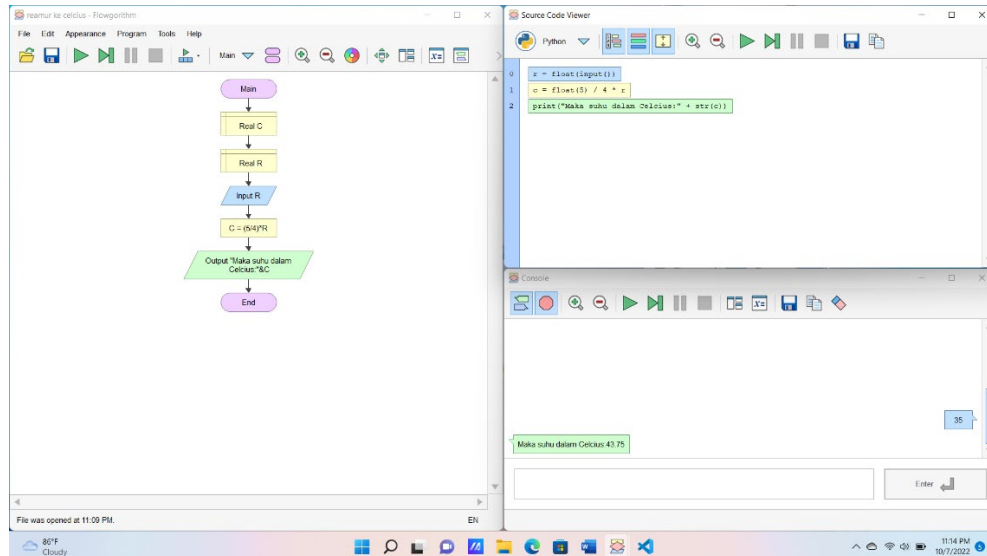 reamur ke celcius - Flowgorithm
File Edit Appearance Program Tools Help
Main
Main
Real C
Real R
Input R
C = (5/4)*R
Output "Maka suhu dalam
Celcius:"&C
End
File was opened at 11:09 PM.
EN
Source Code Viewer
Python
0 r = float(input())
1 c = float(5) / 4 * r
2 print("Maka suhu dalam Celcius:" + str(c))
Console
35
Maka suhu dalam Celcius:43.75
Enter
86°F
Cloudy
11:14 PM
10/7/2022